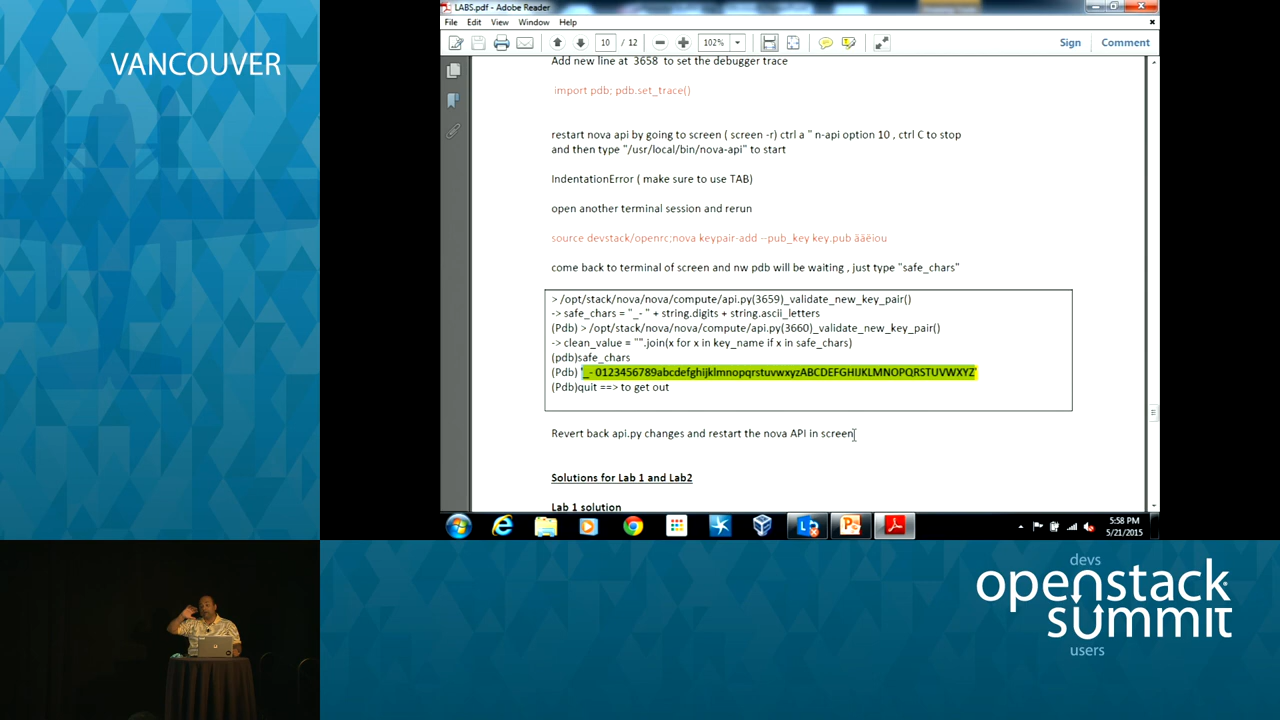 VANCOUVER
LABS.pdf - Adobe Reader
File Edit View Window Help
10 / 12 102% Sign Comment
Add new line at 3658 to set the debugger trace
import pdb; pdb.set_trace()
restart nova api by going to screen ( screen -r) ctrl a " n-api option 10 , ctrl C to stop
and then type "/usr/local/bin/nova-api" to start
IndentationError ( make sure to use TAB)
open another terminal session and rerun
source devstack/openrc;nova keypair-add --pub_key key.pub
come back to terminal of screen and nw pdb will be waiting , just type "safe_chars"
> /opt/stack/nova/nova/compute/api.py(3659)_validate_new_key_pair()
-> safe_chars = "_- " + string.digits + string.ascii_letters
(Pdb) > /opt/stack/nova/nova/compute/api.py(3660)_validate_new_key_pair()
-> clean_value = "".join(x for x in key_name if x in safe_chars)
(pdb)safe_chars
(Pdb) '_- 0123456789abcdefghijklmnopqrstuvwxyzABCDEFGHIJKLMNOPQRSTUVWXYZ'
(Pdb)quit ==> to get out
Revert back api.py changes and restart the nova API in screen
Solutions for Lab 1 and Lab2
Lab 1 solution
5:58 PM
5/21/2015
devs
openstack
summit
users